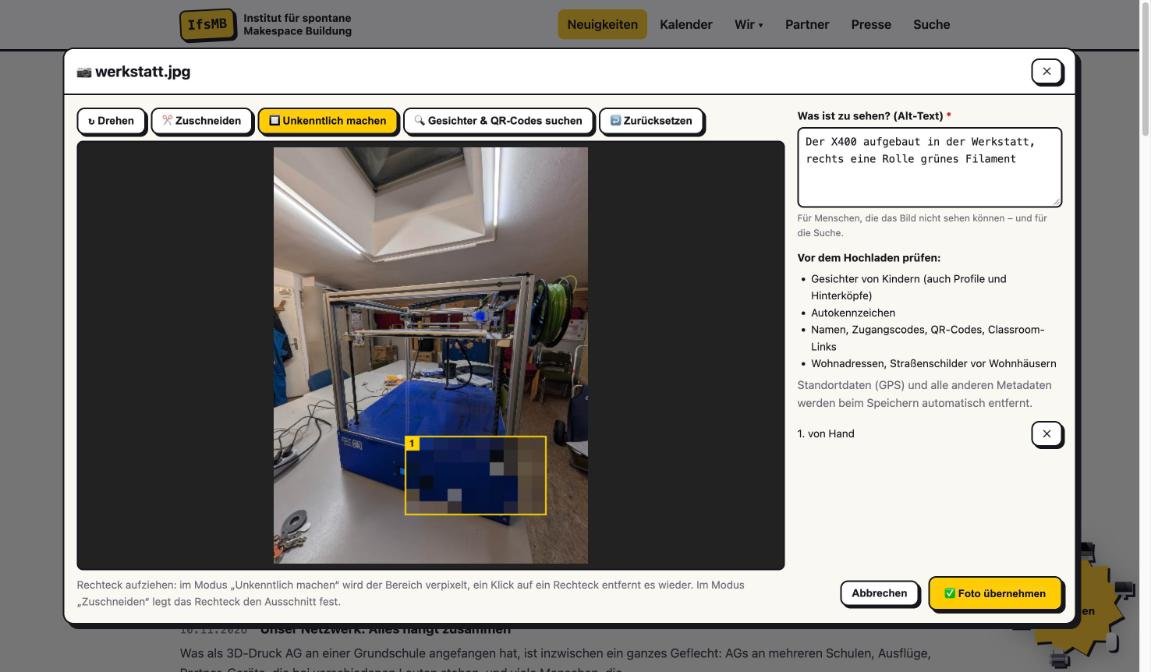 IfsMB
Institut für spontane
Makespace Buildung
Neuigkeiten
Kalender
Wir ▾
Partner
Presse
Suche
werkstatt.jpg
×
↻ Drehen
Zuschneiden
Unkenntlich machen
Gesichter & QR-Codes suchen
Zurücksetzen
Was ist zu sehen? (Alt-Text) *
Der X400 aufgebaut in der Werkstatt,
rechts eine Rolle grünes Filament
Für Menschen, die das Bild nicht sehen können – und für
die Suche.
Vor dem Hochladen prüfen:
• Gesichter von Kindern (auch Profile und
Hinterköpfe)
• Autokennzeichen
• Namen, Zugangscodes, QR-Codes, Classroom-
Links
• Wohnadressen, Straßenschilder vor Wohnhäusern
Standortdaten (GPS) und alle anderen Metadaten
werden beim Speichern automatisch entfernt.
1. von Hand
×
1
Rechteck aufziehen: im Modus „Unkenntlich machen“ wird der Bereich verpixelt, ein Klick auf ein Rechteck entfernt es wieder. Im Modus
„Zuschneiden“ legt das Rechteck den Ausschnitt fest.
Abbrechen
Foto übernehmen
Unser Netzwerk: Alles hängt zusammen
Was als 3D-Druck AG an einer Grundschule angefangen hat, ist inzwischen ein ganzes Geflecht: AGs an mehreren Schulen, Ausflüge,